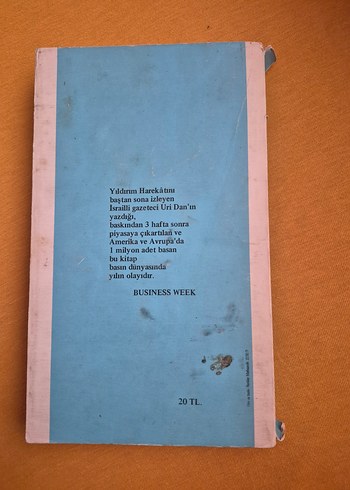 Yıldırım Harekâtını
baştan sona izleyen
İsrailli gazeteci Uri Dan'ın
yazdığı,
baskından 3 hafta sonra
piyasaya çıkartılan ve
Amerika ve Avrupa'da
1 milyon adet basan
bu kitap
basın dünyasında
yılın olayıdır.
BUSINESS WEEK
20 TL.